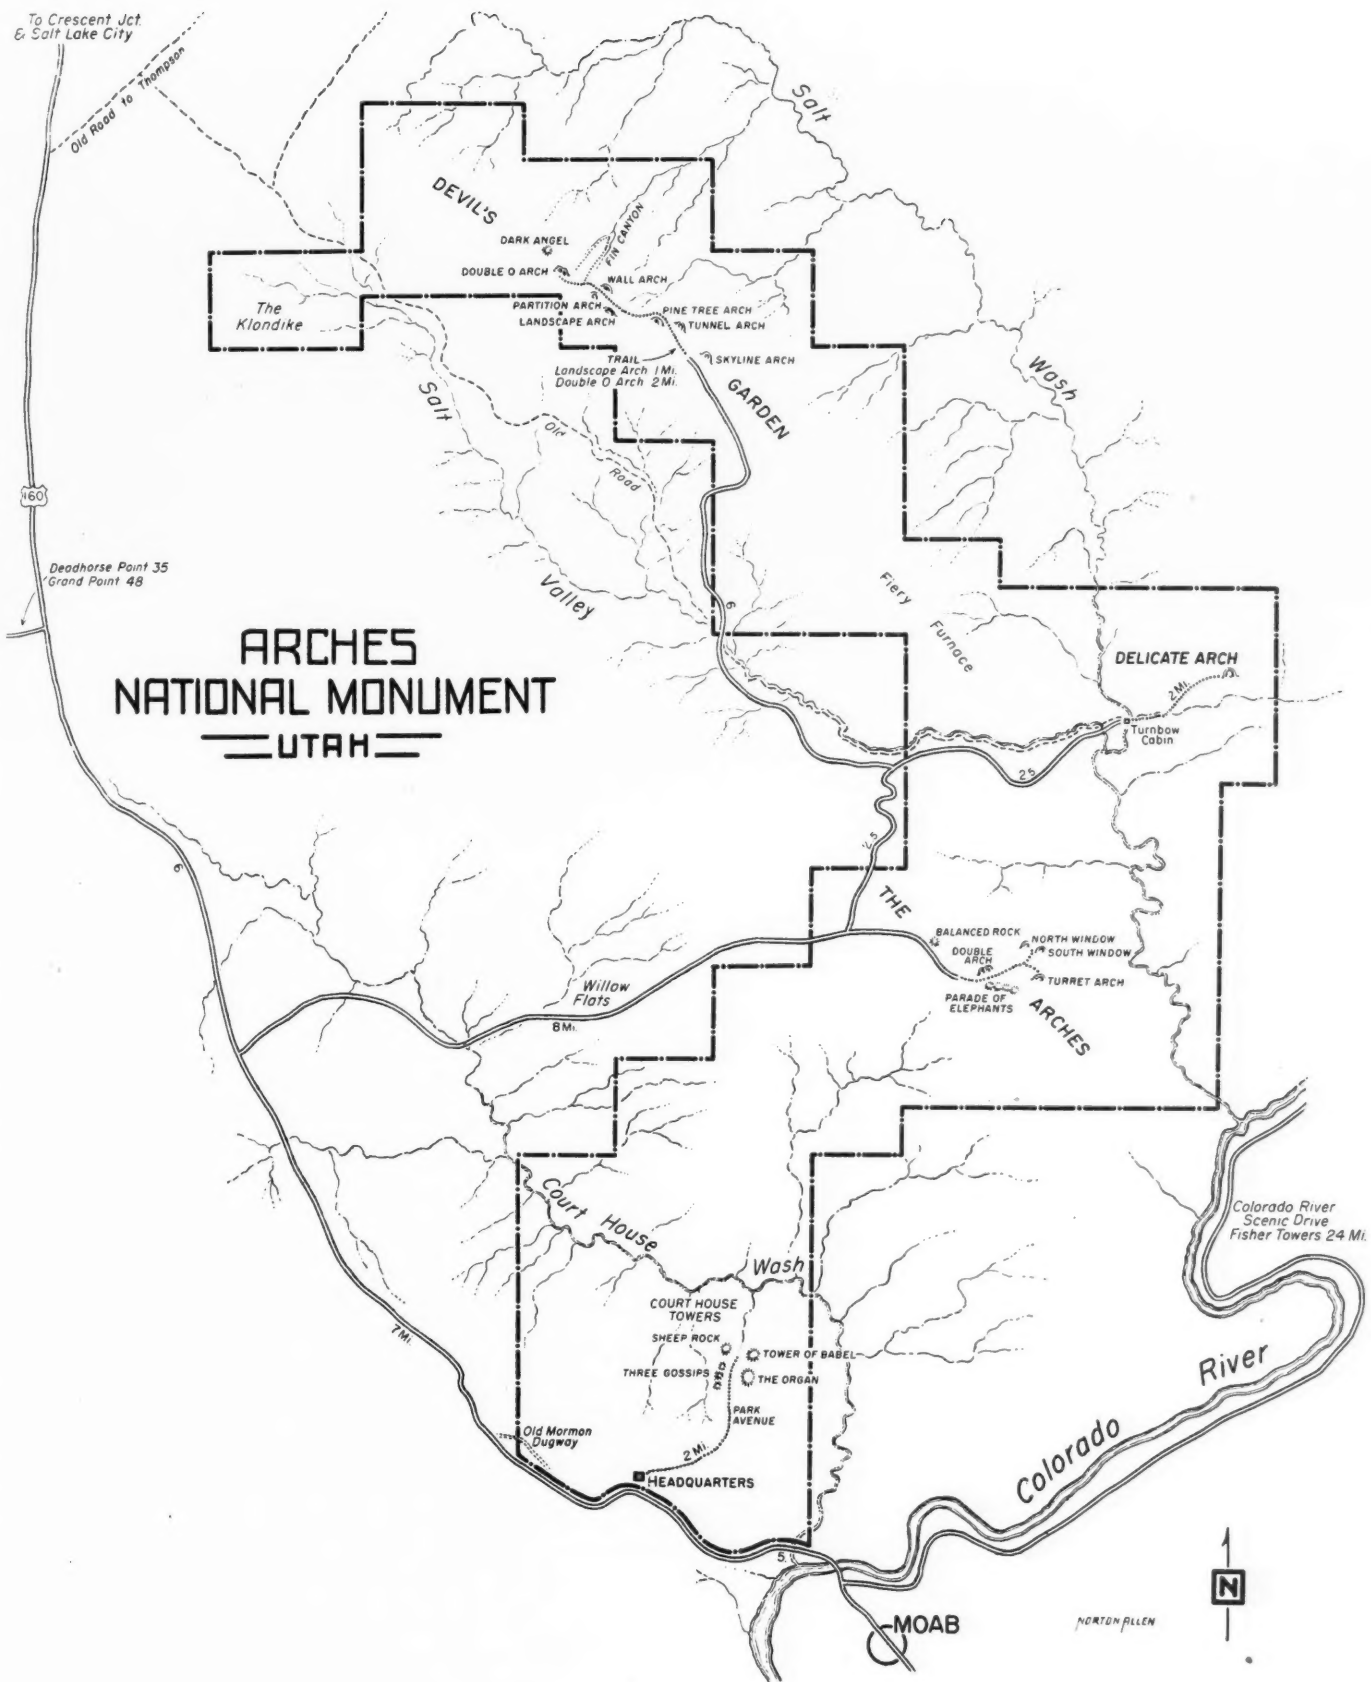 To Crescent Jct.
& Salt Lake City
Old Road to Thompson
Salt
DEVIL'S
FIN CANYON
DARK ANGEL
DOUBLE O ARCH
WALL ARCH
The
Klondike
PARTITION ARCH
PINE TREE ARCH
LANDSCAPE ARCH
TUNNEL ARCH
TRAIL
Landscape Arch 1 Mi.
Double O Arch 2 Mi.
SKYLINE ARCH
Wash
Salt
GARDEN
Old
Road
160
Deadhorse Point 35
Grand Point 48
Valley
6
Fiery
Furnace
ARCHES
NATIONAL MONUMENT
UTAH
DELICATE ARCH
2 Mi.
Turnbow
Cabin
2.5
2.5
9
THE
BALANCED ROCK
NORTH WINDOW
DOUBLE
ARCH
SOUTH WINDOW
TURRET ARCH
PARADE OF
ELEPHANTS
ARCHES
Willow
Flats
8 Mi.
Court House
Wash
Colorado River
Scenic Drive
Fisher Towers 24 Mi.
COURT HOUSE
TOWERS
7 Mi.
SHEEP ROCK
TOWER OF BABEL
THREE GOSSIPS
THE ORGAN
PARK
AVENUE
Old Mormon
Dugway
2 Mi.
HEADQUARTERS
Colorado River
5
MOAB
N
NORTON ALLEN